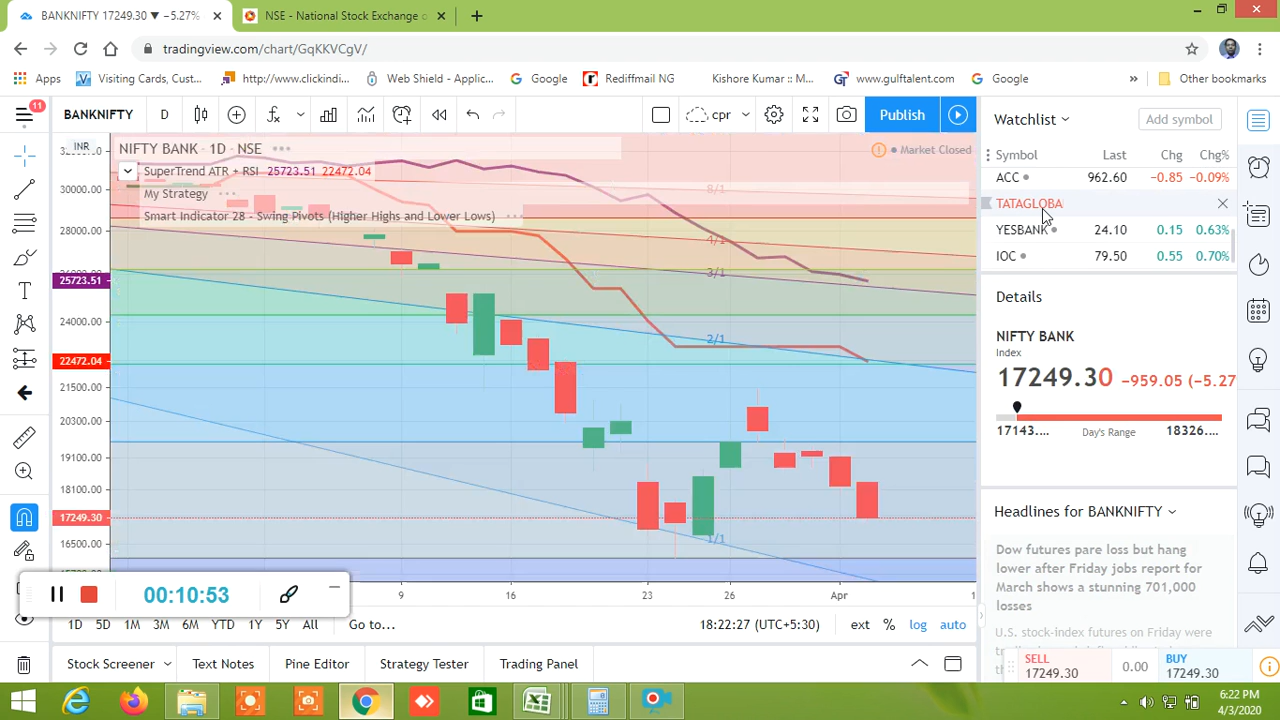 BANKNIFTY 17249.30 ▼ −5.27%
NSE - National Stock Exchange o
tradingview.com/chart/GqKKVCgV/
Apps
Visiting Cards, Cust...
http://www.clickindi...
Web Shield - Applic...
Google
Rediffmail NG
Kishore Kumar :: M...
www.gulftalent.com
Google
»
Other bookmarks
11
BANKNIFTY
D
cpr
Publish
Watchlist
Add symbol
INR
NIFTY BANK · 1D · NSE
Market Closed
SuperTrend ATR + RSI 25723.51 22472.04
My Strategy
Smart Indicator 28 - Swing Pivots (Higher Highs and Lower Lows)
Symbol Last Chg Chg%
ACC 962.60 −0.85 −0.09%
TATAGLOBA
YESBANK 24.10 0.15 0.63%
IOC 79.50 0.55 0.70%
30000.00
28000.00
25723.51
24000.00
22472.04
21500.00
20300.00
19100.00
18100.00
17249.30
16500.00
8/1
4/1
3/1
2/1
1/1
Details
NIFTY BANK
Index
17249.30 −959.05 (−5.27
17143.... Day's Range 18326....
Headlines for BANKNIFTY
Dow futures pare loss but hang
lower after Friday jobs report for
March shows a stunning 701,000
losses
U.S. stock-index futures on Friday were
00:10:53
9 16 23 26 Apr
1D 5D 1M 3M 6M YTD 1Y 5Y All Go to...
18:22:27 (UTC+5:30) ext % log auto
SELL
17249.30
0.00
BUY
17249.30
Stock Screener Text Notes Pine Editor Strategy Tester Trading Panel
6:22 PM
4/3/2020